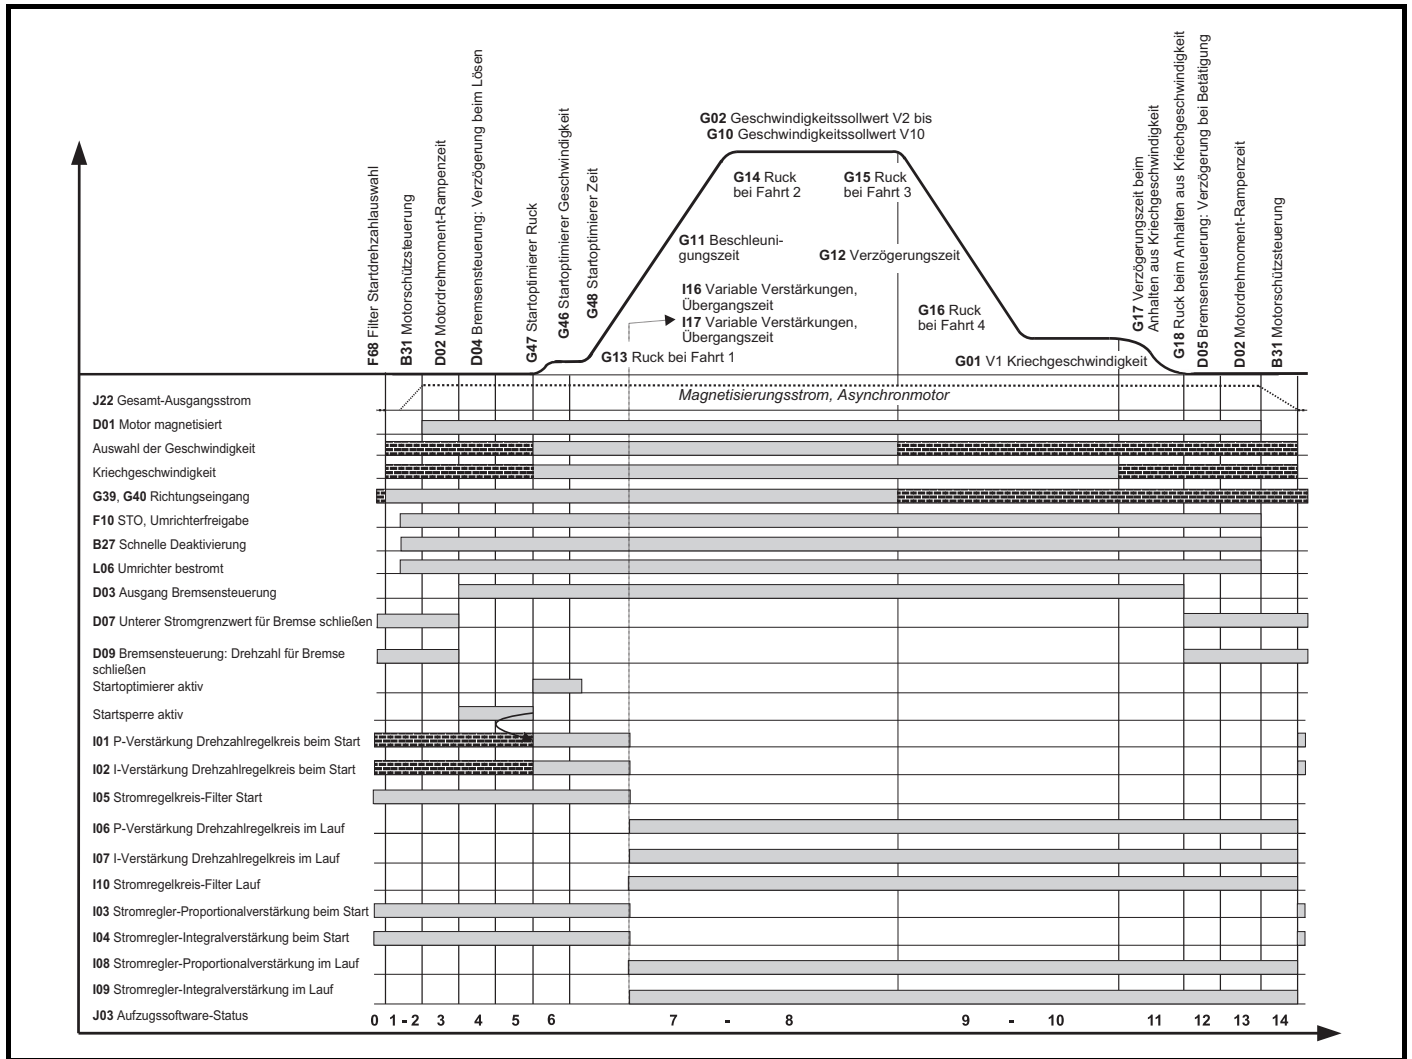 F68 Filter Startdrehzahlauswahl
B31 Motorschützsteuerung
D02 Motordrehmoment-Rampenzeit
D04 Bremsensteuerung: Verzögerung beim Lösen
G47 Startoptimierer Ruck
G46 Startoptimierer Geschwindigkeit
G48 Startoptimierer Zeit
G02 Geschwindigkeitssollwert V2 bis
G10 Geschwindigkeitssollwert V10
G14 Ruck
bei Fahrt 2
G15 Ruck
bei Fahrt 3
G11 Beschleuni-
gungszeit
G12 Verzögerungszeit
I16 Variable Verstärkungen,
Übergangszeit
I17 Variable Verstärkungen,
Übergangszeit
G13 Ruck bei Fahrt 1
G16 Ruck
bei Fahrt 4
G01 V1 Kriechgeschwindigkeit
G17 Verzögerungszeit beim
Anhalten aus Kriechgeschwindigkeit
G18 Ruck beim Anhalten aus Kriechgeschwindigkeit
D05 Bremsensteuerung: Verzögerung bei Betätigung
D02 Motordrehmoment-Rampenzeit
B31 Motorschützsteuerung
J22 Gesamt-Ausgangsstrom
Magnetisierungsstrom, Asynchronmotor
D01 Motor magnetisiert
Auswahl der Geschwindigkeit
Kriechgeschwindigkeit
G39, G40 Richtungseingang
F10 STO, Umrichterfreigabe
B27 Schnelle Deaktivierung
L06 Umrichter bestromt
D03 Ausgang Bremsensteuerung
D07 Unterer Stromgrenzwert für Bremse schließen
D09 Bremsensteuerung: Drehzahl für Bremse
schließen
Startoptimierer aktiv
Startsperre aktiv
I01 P-Verstärkung Drehzahlregelkreis beim Start
I02 I-Verstärkung Drehzahlregelkreis beim Start
I05 Stromregelkreis-Filter Start
I06 P-Verstärkung Drehzahlregelkreis im Lauf
I07 I-Verstärkung Drehzahlregelkreis im Lauf
I10 Stromregelkreis-Filter Lauf
I03 Stromregler-Proportionalverstärkung beim Start
I04 Stromregler-Integralverstärkung beim Start
I08 Stromregler-Proportionalverstärkung im Lauf
I09 Stromregler-Integralverstärkung im Lauf
J03 Aufzugssoftware-Status 0 1 - 2 3 4 5 6 7 - 8 9 - 10 11 12 13 14